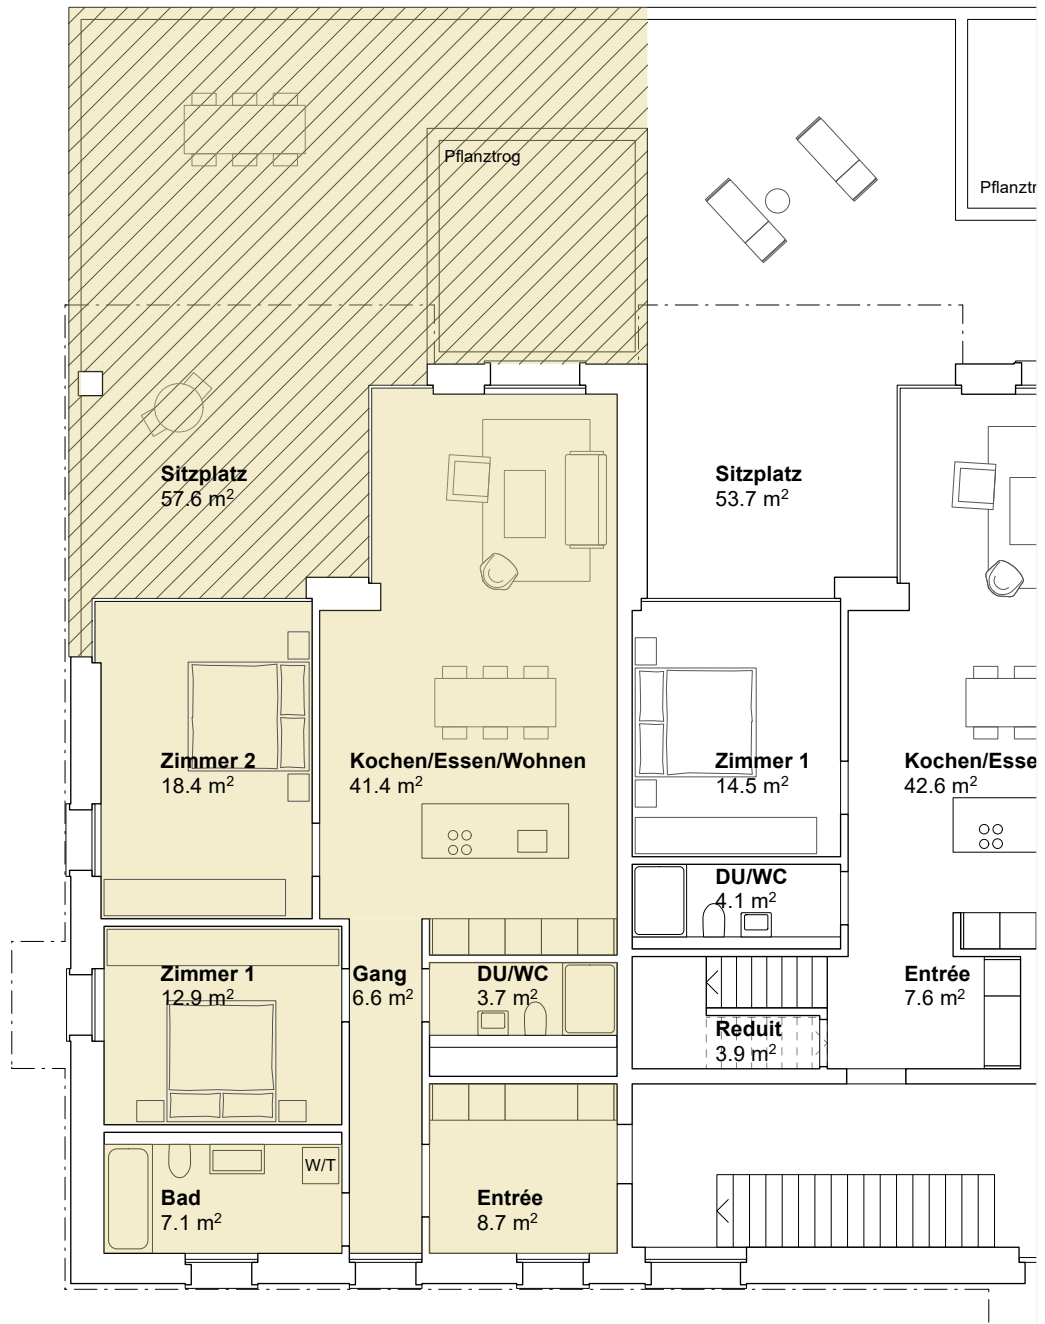 Pflanztrog
Pflanztr
Sitzplatz
57.6 m²
Sitzplatz
53.7 m²
Zimmer 2
18.4 m²
Kochen/Essen/Wohnen
41.4 m²
Zimmer 1
14.5 m²
Kochen/Esse
42.6 m²
DU/WC
4.1 m²
Zimmer 1
12.9 m²
Gang
6.6 m²
DU/WC
3.7 m²
Entrée
7.6 m²
Reduit
3.9 m²
W/T
Bad
7.1 m²
Entrée
8.7 m²